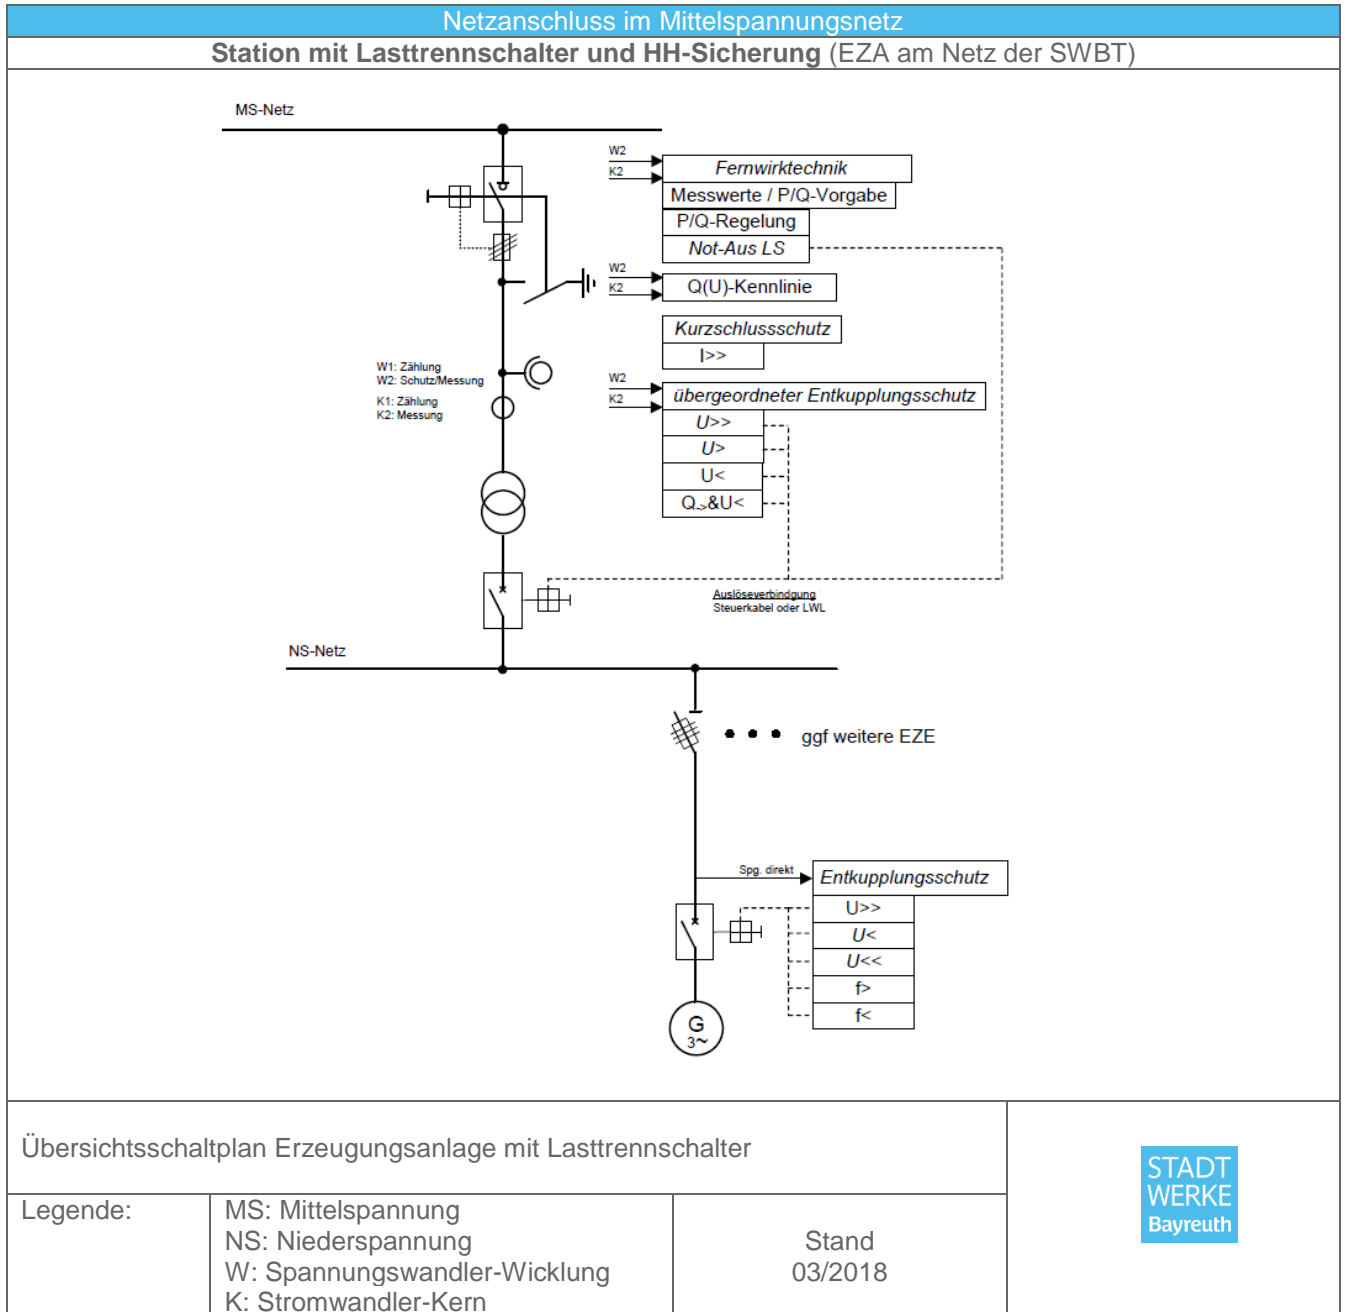 Netzanschluss im Mittelspannungsnetz
Station mit Lasttrennschalter und HH-Sicherung (EZA am Netz der SWBT)
MS-Netz
W2
K2
Fernwirktechnik
Messwerte / P/Q-Vorgabe
P/Q-Regelung
Not-Aus LS
W2
K2
Q(U)-Kennlinie
Kurzschlussschutz
I>>
W1: Zählung
W2: Schutz/Messung
K1: Zählung
K2: Messung
W2
K2
übergeordneter Entkupplungsschutz
U>>
U>
U<
Q->&U<
Auslöseverbindgung
Steuerkabel oder LWL
NS-Netz
ggf weitere EZE
Spg. direkt
Entkupplungsschutz
U>>
U<
U<<
f>
f<
G
3~
Übersichtsschaltplan Erzeugungsanlage mit Lasttrennschalter
Legende:
MS: Mittelspannung
NS: Niederspannung
W: Spannungswandler-Wicklung
K: Stromwandler-Kern
Stand
03/2018
STADT
WERKE
Bayreuth